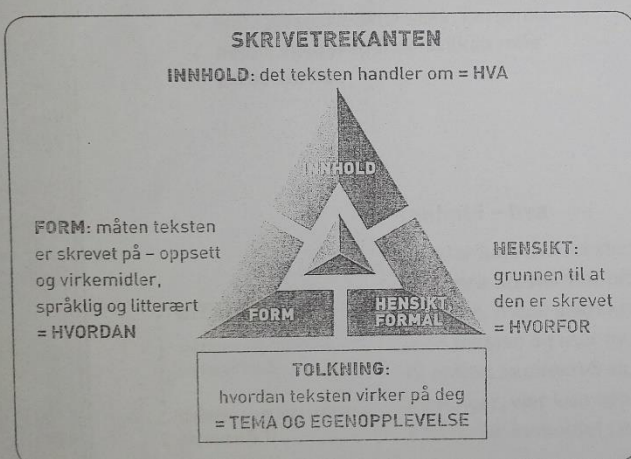 SKRIVETREKANTEN
INNHOLD: det teksten handler om = HVA
INNHOLD
FORM: måten teksten
er skrevet på – oppsett
og virkemidler,
språklig og litterært
= HVORDAN
FORM
HENSIKT,
FORMÅL
HENSIKT:
grunnen til at
den er skrevet
= HVORFOR
TOLKNING:
hvordan teksten virker på deg
= TEMA OG EGENOPPLEVELSE